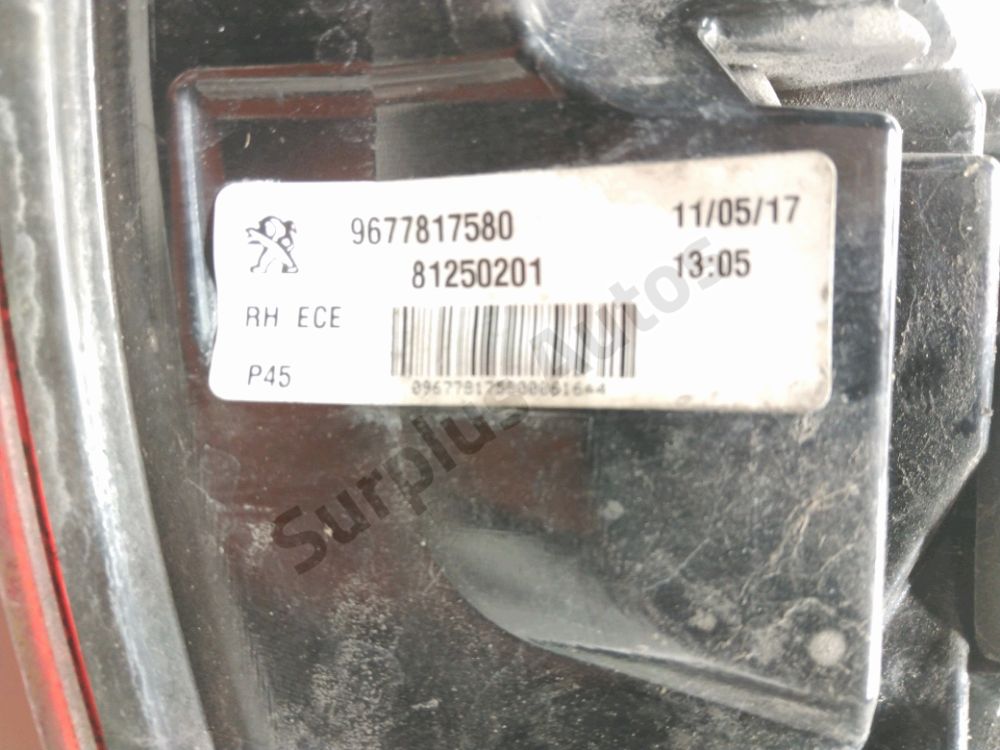 9677817580
11/05/17
81250201
13:05
RH ECE
P45
Surplus Autos